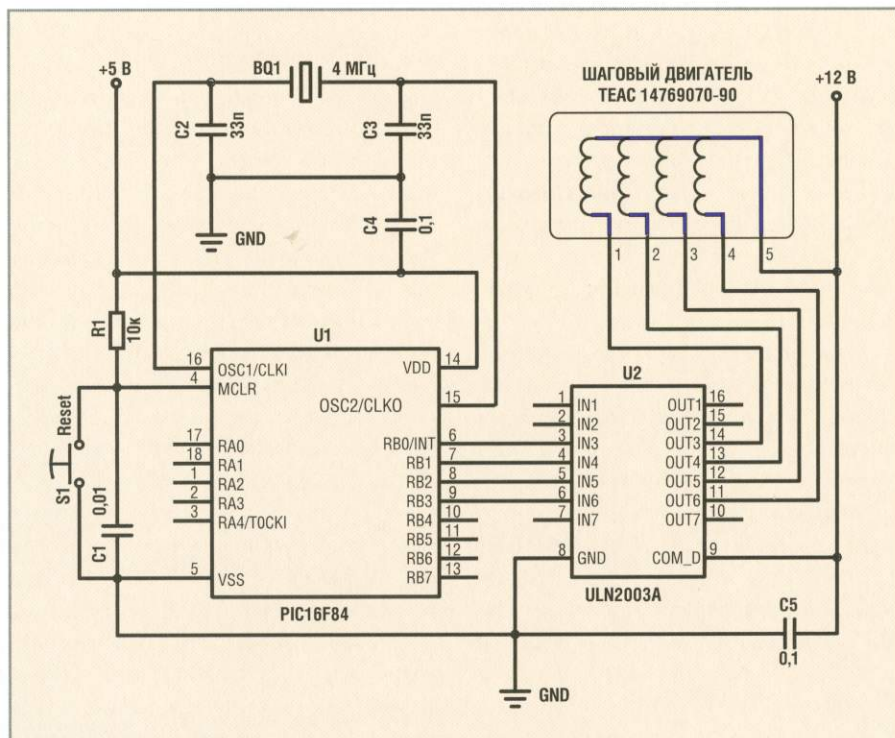 +5 В
BQ1
4 МГц
ШАГОВЫЙ ДВИГАТЕЛЬ
TEAC 14769070-90
+12 В
C2
33п
C3
33п
C4
0,1
GND
1
2
3
4
5
R1
10к
U1
16
OSC1/CLKI
4
MCLR
VDD
14
OSC2/CLKO
15
Reset
S1
C1
0,01
17
RA0
18
RA1
1
RA2
2
RA3
3
RA4/T0CKI
5
VSS
RB0/INT
6
RB1
7
RB2
8
RB3
9
RB4
10
RB5
11
RB6
12
RB7
13
PIC16F84
U2
1
IN1
2
IN2
3
IN3
4
IN4
5
IN5
6
IN6
7
IN7
8
GND
OUT1
16
OUT2
15
OUT3
14
OUT4
13
OUT5
12
OUT6
11
OUT7
10
COM_D
9
ULN2003A
C5
0,1
GND